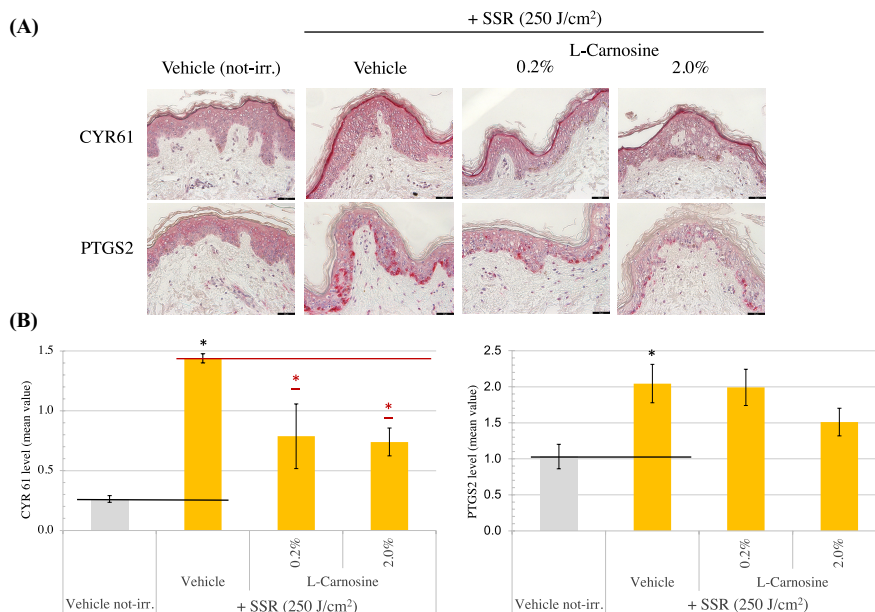 (A)
+ SSR (250 J/cm²)
L-Carnosine
Vehicle (not-irr.) Vehicle 0.2% 2.0%
CYR61
PTGS2
(B)
CYR 61 level (mean value)
1.5
1.0
0.5
0.0
*
*
*
0.2%
2.0%
Vehicle
L-Carnosine
Vehicle not-irr.
+ SSR (250 J/cm²)
PTGS2 level (mean value)
2.5
2.0
1.5
1.0
0.5
0.0
*
0.2%
2.0%
Vehicle
L-Carnosine
Vehicle not-irr.
+ SSR (250 J/cm²)